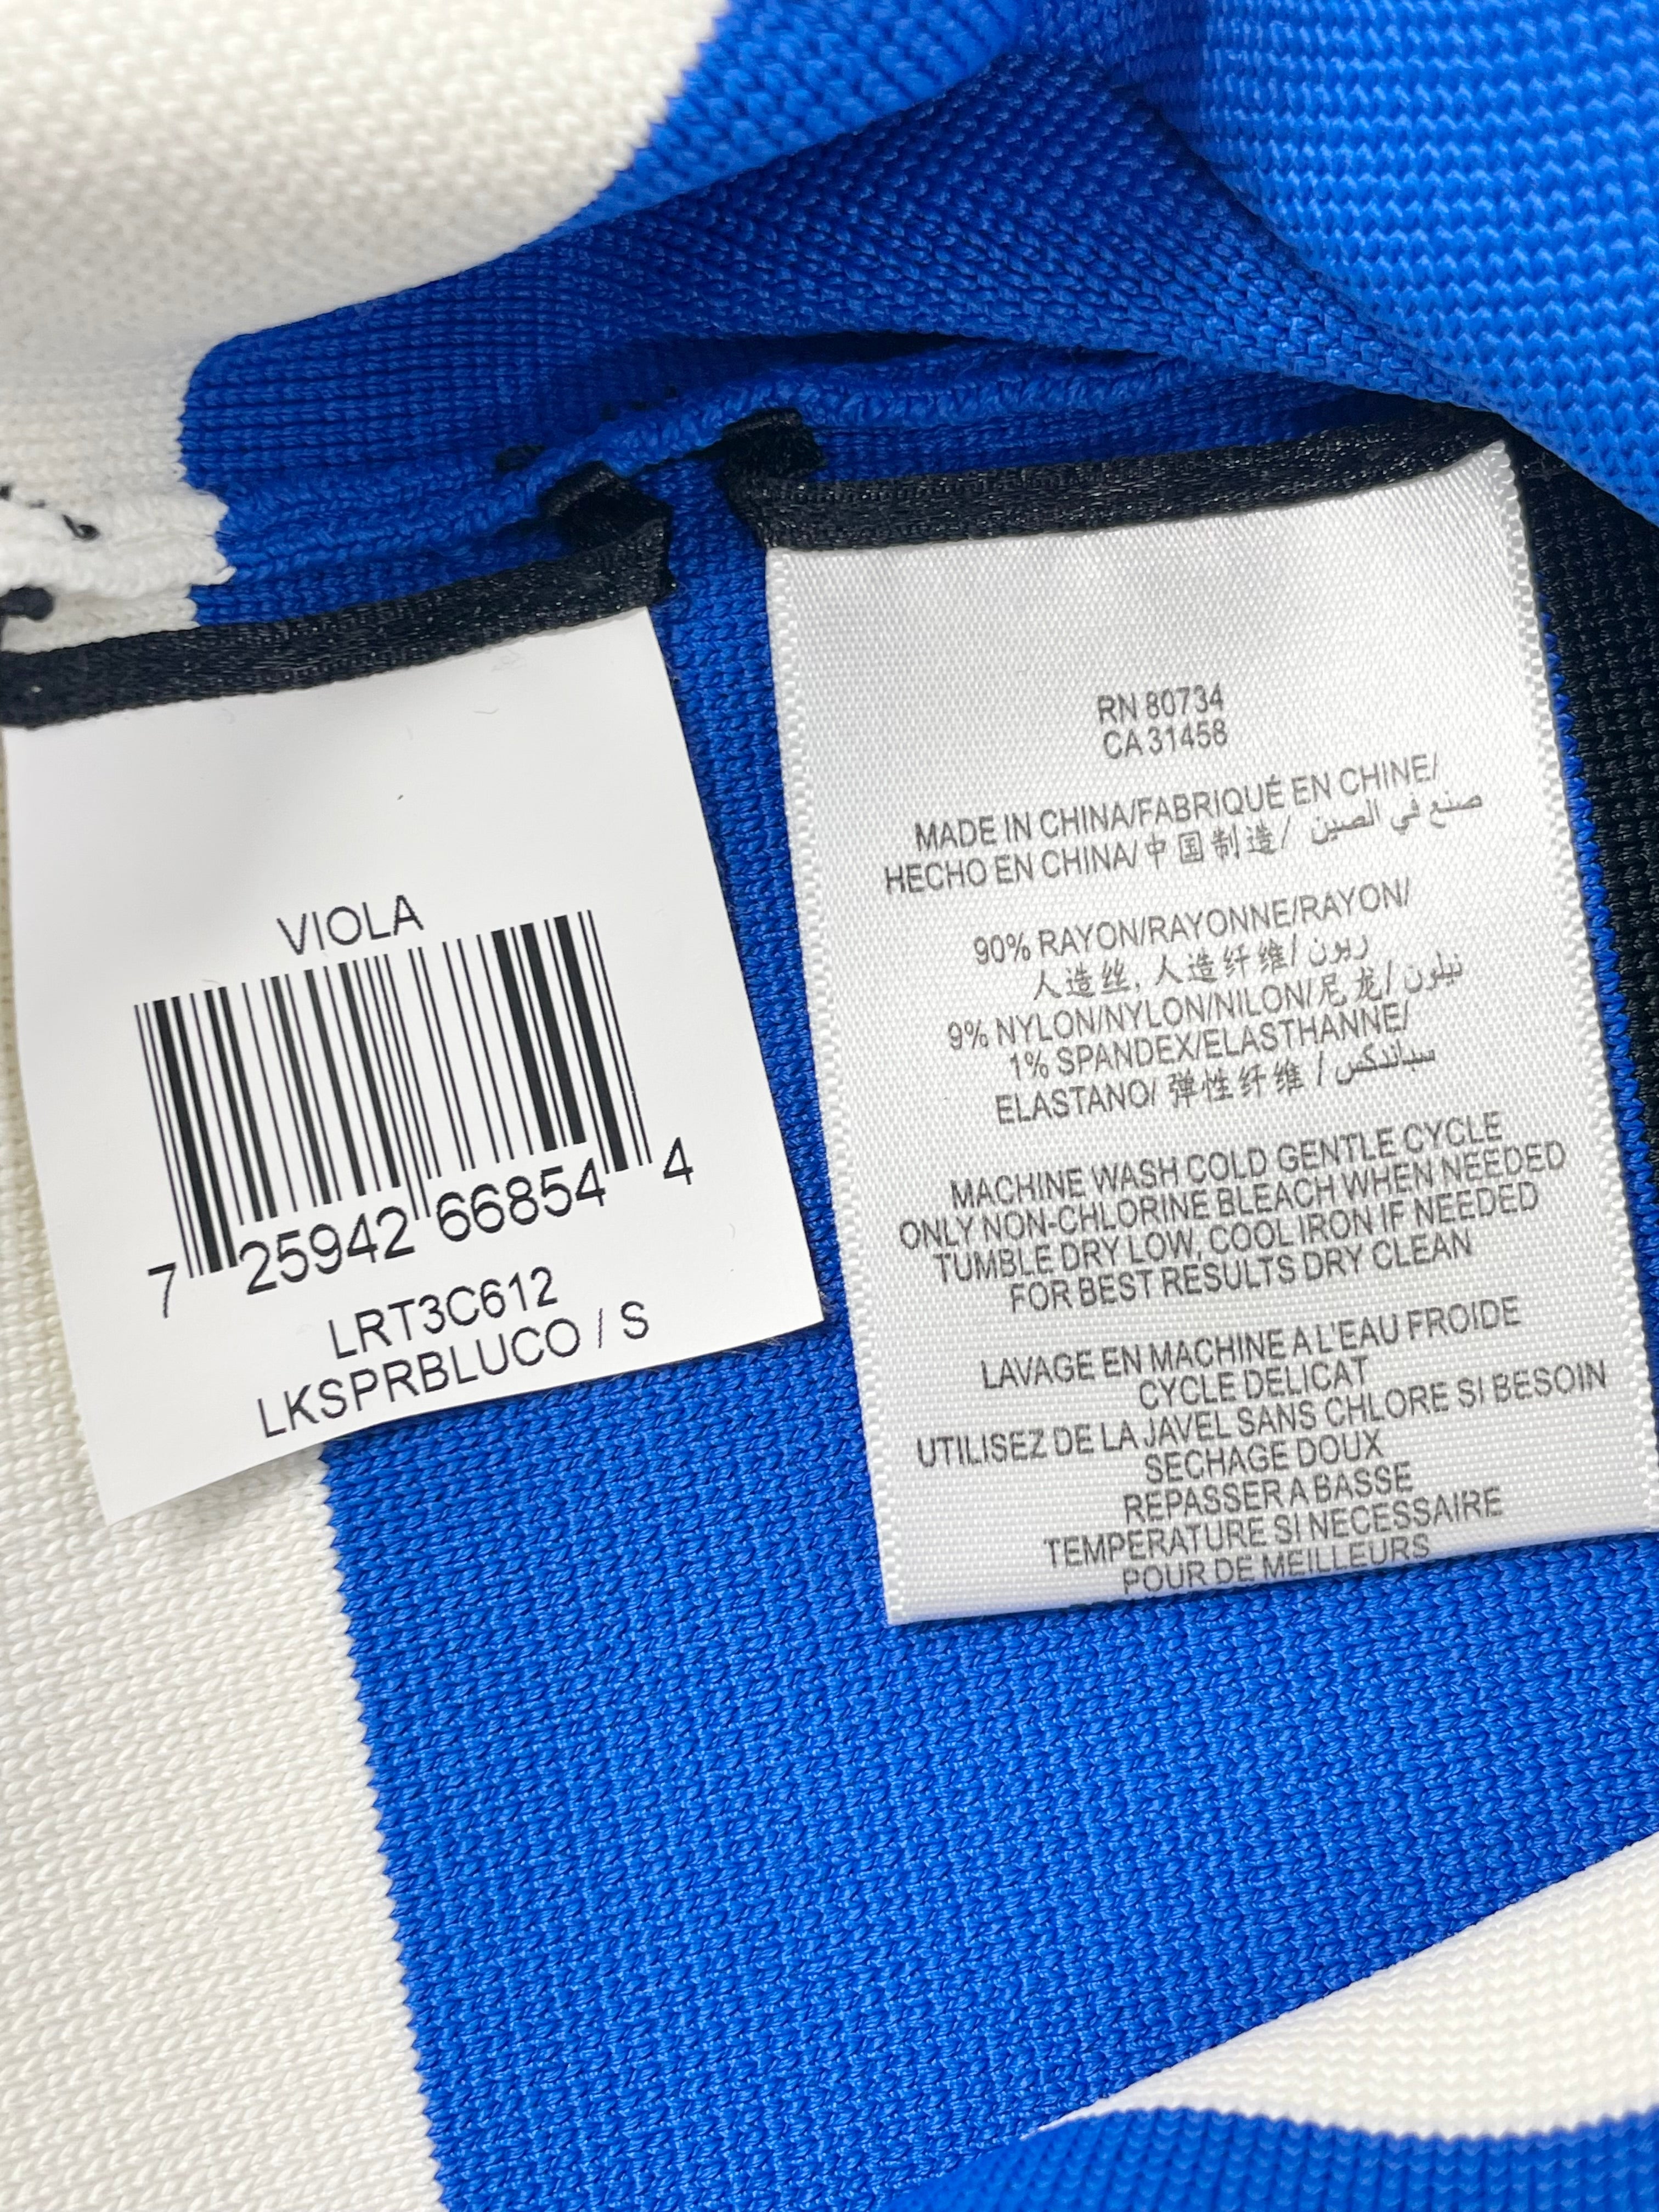 VIOLA
7 25942 66854 4
LRT3C612
LKSPRBLUCO / S
RN 80734
CA 31458
MADE IN CHINA/FABRIQUÉ EN CHINE/
HECHO EN CHINA/中国制造/ صنع في الصين
90% RAYON/RAYONNE/RAYON/
人造丝, 人造纤维/ ريون/
9% NYLON/NYLON/NILON/尼龙/ نيلون/
1% SPANDEX/ELASTHANNE/
ELASTANO/ 弹性纤维 / سباندكس
MACHINE WASH COLD GENTLE CYCLE
ONLY NON-CHLORINE BLEACH WHEN NEEDED
TUMBLE DRY LOW, COOL IRON IF NEEDED
FOR BEST RESULTS DRY CLEAN
LAVAGE EN MACHINE A L'EAU FROIDE
CYCLE DELICAT
UTILISEZ DE LA JAVEL SANS CHLORE SI BESOIN
SECHAGE DOUX
REPASSER A BASSE
TEMPERATURE SI NECESSAIRE
POUR DE MEILLEURS